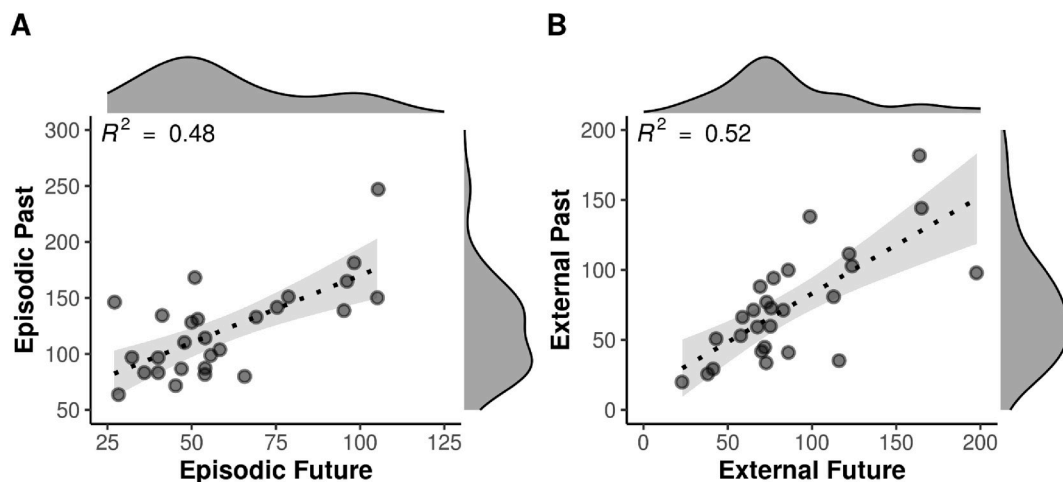 A
R² = 0.48
300
250
200
150
100
50
Episodic Past
25 50 75 100 125
Episodic Future
B
R² = 0.52
200
150
100
50
0
External Past
0 50 100 150 200
External Future